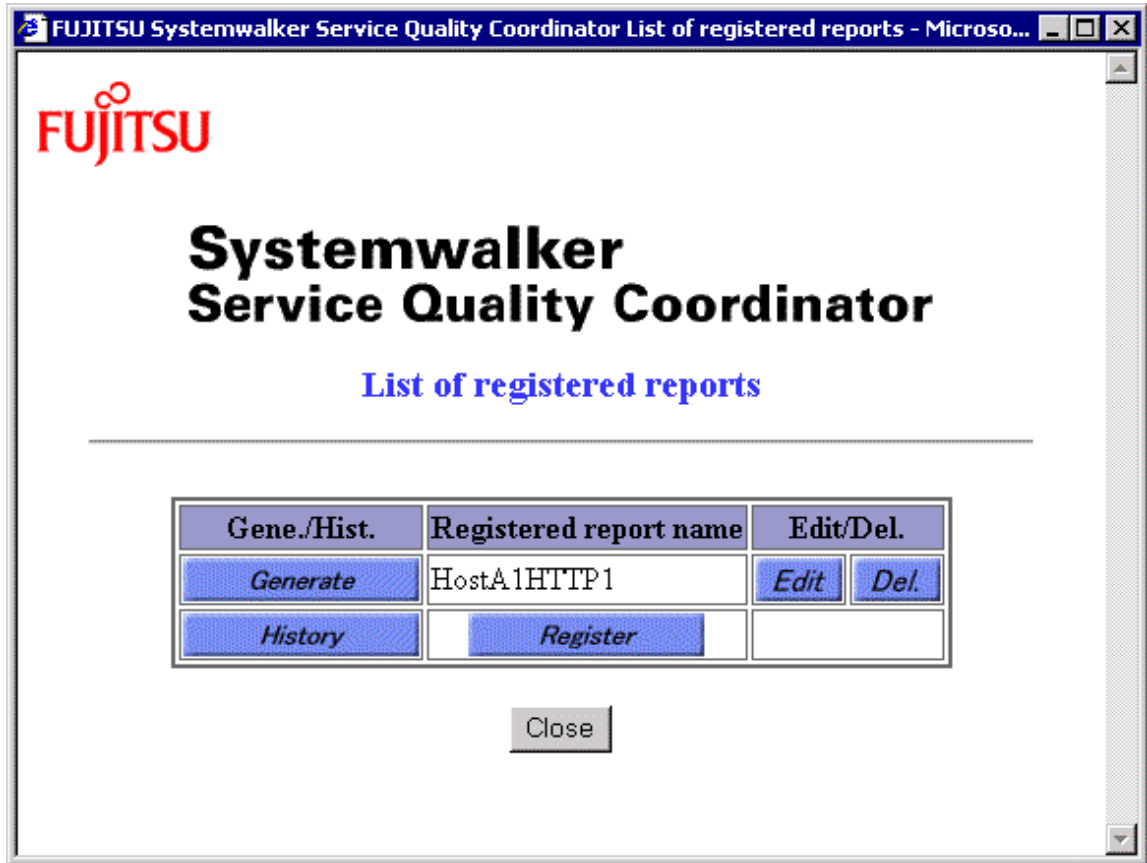 FUJITSU Systemwalker Service Quality Coordinator List of registered reports - Microso...
FUJITSU
Systemwalker
Service Quality Coordinator
List of registered reports
Gene./Hist. Registered report name Edit/Del.
Generate HostA1HTTP1 Edit Del.
History Register
Close